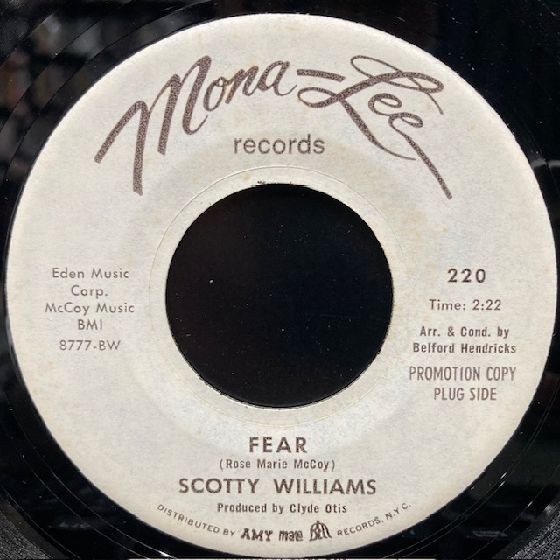 Mona-Lee
records
Eden Music
Corp.
McCoy Music
BMI
8777-BW
220
Time: 2:22
Arr. & Cond. by
Belford Hendricks
PROMOTION COPY
PLUG SIDE
FEAR
(Rose Marie McCoy)
SCOTTY WILLIAMS
Produced by Clyde Otis
DISTRIBUTED BY AMY mala Bell RECORDS, N.Y.C.